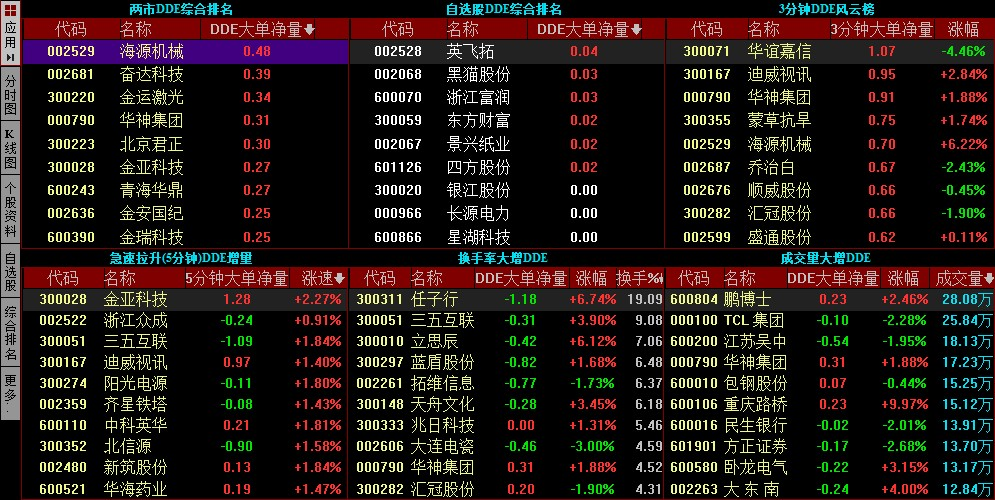 应用
分时图
K线图
个股资料
自选股
综合排名
更多
两市DDE综合排名
代码 名称 DDE大单净量
002529 海源机械 0.48
002681 奋达科技 0.39
300220 金运激光 0.34
000790 华神集团 0.31
300223 北京君正 0.30
300028 金亚科技 0.27
600243 青海华鼎 0.27
002636 金安国纪 0.25
600390 金瑞科技 0.25
自选股DDE综合排名
代码 名称 DDE大单净量
002528 英飞拓 0.04
002068 黑猫股份 0.03
600070 浙江富润 0.03
300059 东方财富 0.02
002067 景兴纸业 0.02
601126 四方股份 0.02
300020 银江股份 0.00
000966 长源电力 0.00
600866 星湖科技 0.00
3分钟DDE风云榜
代码 名称 3分钟大单净量 涨幅
300071 华谊嘉信 1.07 -4.46%
300167 迪威视讯 0.95 +2.84%
000790 华神集团 0.91 +1.88%
300355 蒙草抗旱 0.75 +1.74%
002529 海源机械 0.70 +6.22%
002687 乔治白 0.67 -2.43%
002676 顺威股份 0.66 -0.45%
300282 汇冠股份 0.66 -1.90%
002599 盛通股份 0.62 +0.11%
急速拉升(5分钟)DDE增量
代码 名称 5分钟大单净量 涨速
300028 金亚科技 1.28 +2.27%
002522 浙江众成 -0.24 +0.91%
300051 三五互联 -1.09 +1.84%
300167 迪威视讯 0.97 +1.40%
300274 阳光电源 -0.11 +1.80%
002359 齐星铁塔 -0.08 +1.43%
600110 中科英华 0.21 +1.81%
300352 北信源 -0.90 +1.58%
002480 新筑股份 0.13 +1.84%
600521 华海药业 0.19 +1.47%
换手率大增DDE
代码 名称 DDE大单净量 涨幅 换手%
300311 任子行 -1.18 +6.74% 19.09
300051 三五互联 -0.31 +3.90% 9.08
300010 立思辰 -0.42 +6.12% 7.06
300297 蓝盾股份 -0.82 +1.68% 6.48
002261 拓维信息 -0.77 -1.73% 6.37
300148 天舟文化 -0.28 +3.45% 6.18
300333 兆日科技 0.00 +1.31% 5.46
002606 大连电瓷 -0.46 -3.00% 4.59
000790 华神集团 0.31 +1.88% 4.52
300282 汇冠股份 0.20 -1.90% 4.31
成交量大增DDE
代码 名称 DDE大单净量 涨幅 成交量
600804 鹏博士 0.23 +2.46% 28.08万
000100 TCL 集团 -0.10 -2.28% 25.84万
600200 江苏吴中 -0.54 -1.95% 18.13万
000790 华神集团 0.31 +1.88% 17.23万
600010 包钢股份 0.07 -0.44% 15.25万
600106 重庆路桥 0.23 +9.97% 15.12万
600016 民生银行 -0.02 -2.01% 13.91万
601901 方正证券 -0.17 -2.68% 13.70万
600580 卧龙电气 -0.22 +3.15% 13.17万
002263 大 东 南 -0.24 +4.00% 12.84万